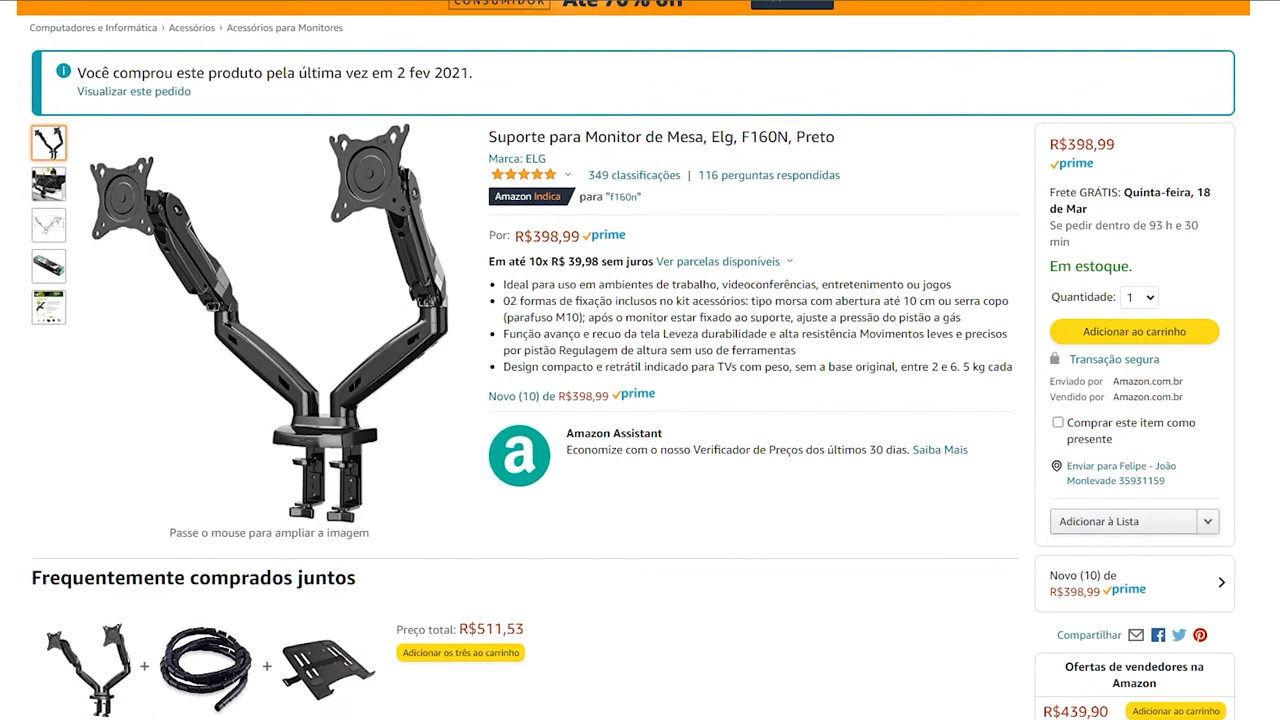 CONSUMIDOR Até 70% off
Computadores e Informática › Acessórios › Acessórios para Monitores
Você comprou este produto pela última vez em 2 fev 2021.
Visualizar este pedido
Suporte para Monitor de Mesa, Elg, F160N, Preto
Marca: ELG
349 classificações | 116 perguntas respondidas
Amazon Indica para "f160n"
Por: R$398,99 prime
Em até 10x R$ 39,98 sem juros Ver parcelas disponíveis
• Ideal para uso em ambientes de trabalho, videoconferências, entretenimento ou jogos
• 02 formas de fixação inclusos no kit acessórios: tipo morsa com abertura até 10 cm ou serra copo
(parafuso M10); após o monitor estar fixado ao suporte, ajuste a pressão do pistão a gás
• Função avanço e recuo da tela Leveza durabilidade e alta resistência Movimentos leves e precisos
por pistão Regulagem de altura sem uso de ferramentas
• Design compacto e retrátil indicado para TVs com peso, sem a base original, entre 2 e 6. 5 kg cada
Novo (10) de R$398,99 prime
a
Amazon Assistant
Economize com o nosso Verificador de Preços dos últimos 30 dias. Saiba Mais
Passe o mouse para ampliar a imagem
R$398,99
prime
Frete GRÁTIS: Quinta-feira, 18
de Mar
Se pedir dentro de 93 h e 30
min
Em estoque.
Quantidade: 1
Adicionar ao carrinho
Transação segura
Enviado por Amazon.com.br
Vendido por Amazon.com.br
Comprar este item como
presente
Enviar para Felipe - João
Monlevade 35931159
Adicionar à Lista
Novo (10) de
R$398,99 prime
Compartilhar
Ofertas de vendedores na
Amazon
R$439,90 Adicionar ao carrinho
Frequentemente comprados juntos
+ +
Preço total: R$511,53
Adicionar os três ao carrinho